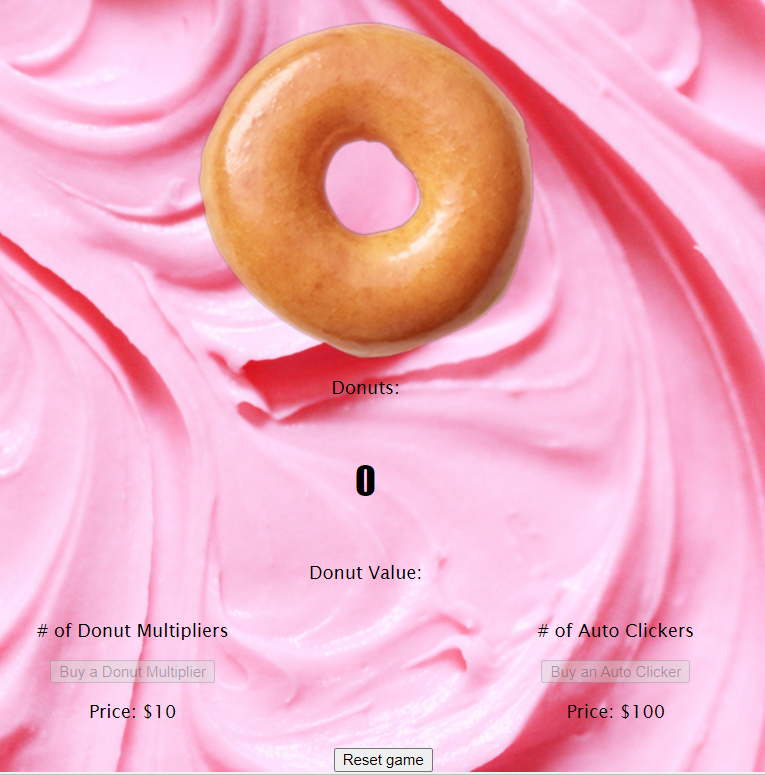 Donuts:
0
Donut Value:
# of Donut Multipliers
Buy a Donut Multiplier
Price: $10
# of Auto Clickers
Buy an Auto Clicker
Price: $100
Reset game